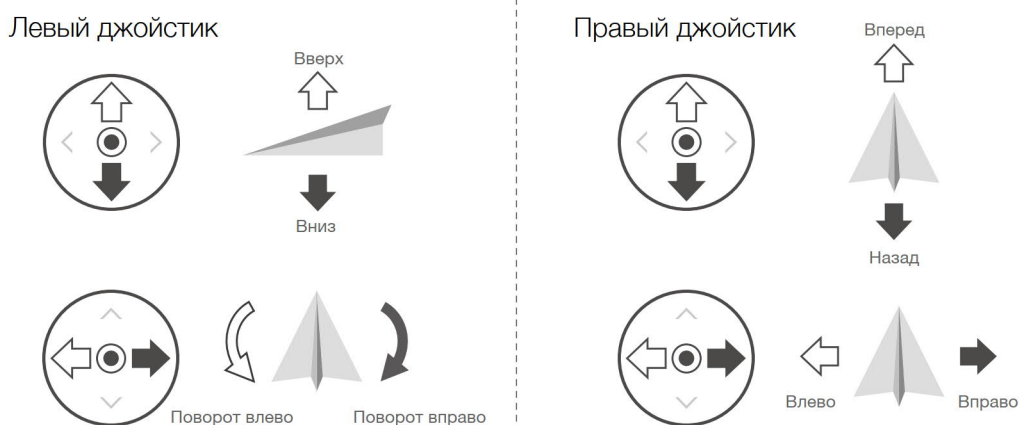 Левый джойстик
Вверх
Вниз
Поворот влево
Поворот вправо
Правый джойстик
Вперед
Назад
Влево
Вправо